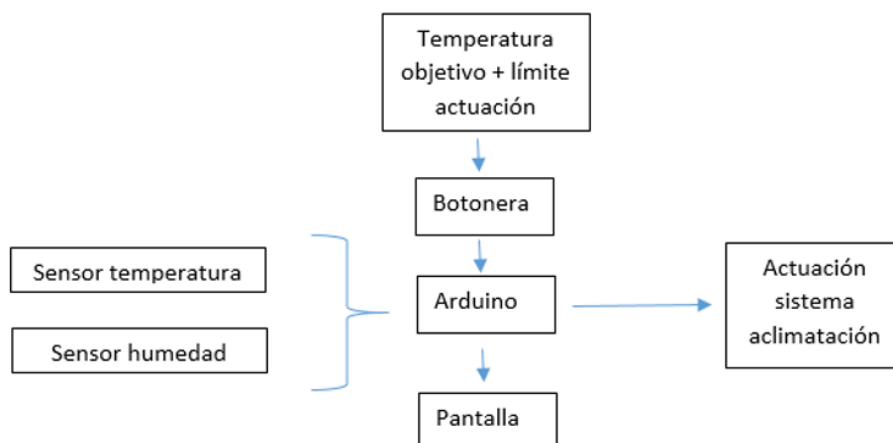 Temperatura
objetivo + límite
actuación
Botonera
Sensor temperatura
Arduino
Actuación
sistema
aclimatación
Sensor humedad
Pantalla